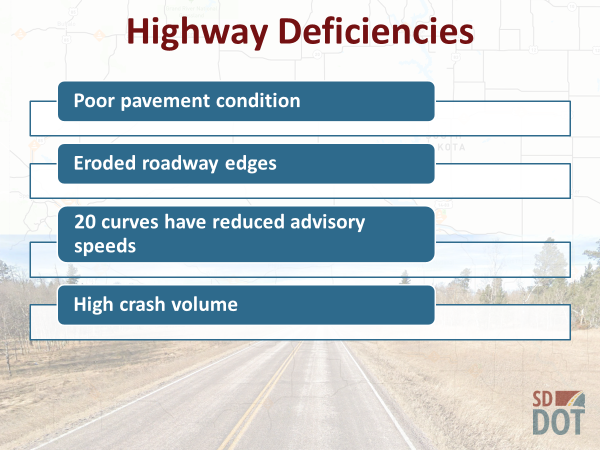 Highway Deficiencies
Poor pavement condition
Eroded roadway edges
20 curves have reduced advisory
speeds
High crash volume
SD
DOT